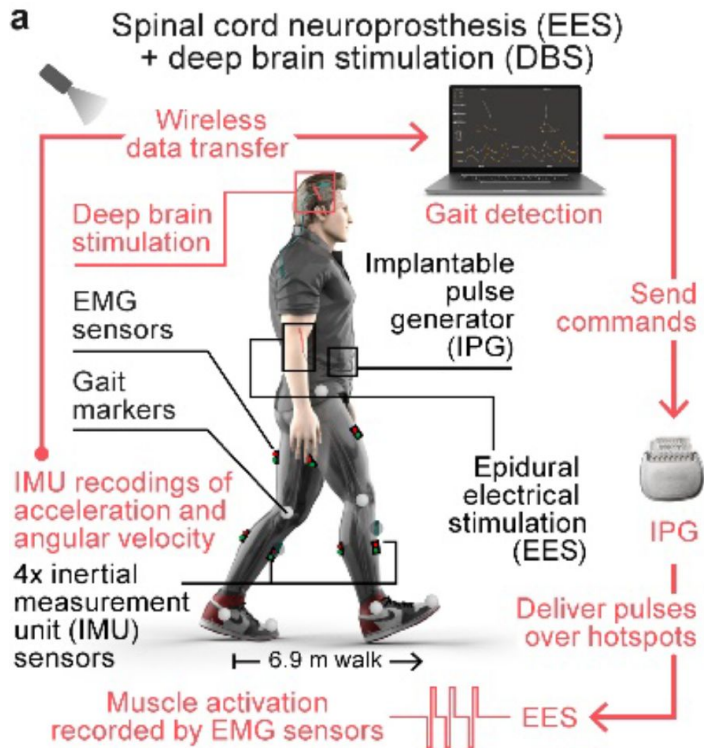 a
Spinal cord neuroprosthesis (EES)
+ deep brain stimulation (DBS)
Wireless
data transfer
Gait detection
Deep brain
stimulation
Implantable
pulse
generator
(IPG)
Send
commands
EMG
sensors
Gait
markers
IMU recodings of
acceleration and
angular velocity
Epidural
electrical
stimulation
(EES)
IPG
4x inertial
measurement
unit (IMU)
sensors
Deliver pulses
over hotspots
6.9 m walk
Muscle activation
recorded by EMG sensors
EES